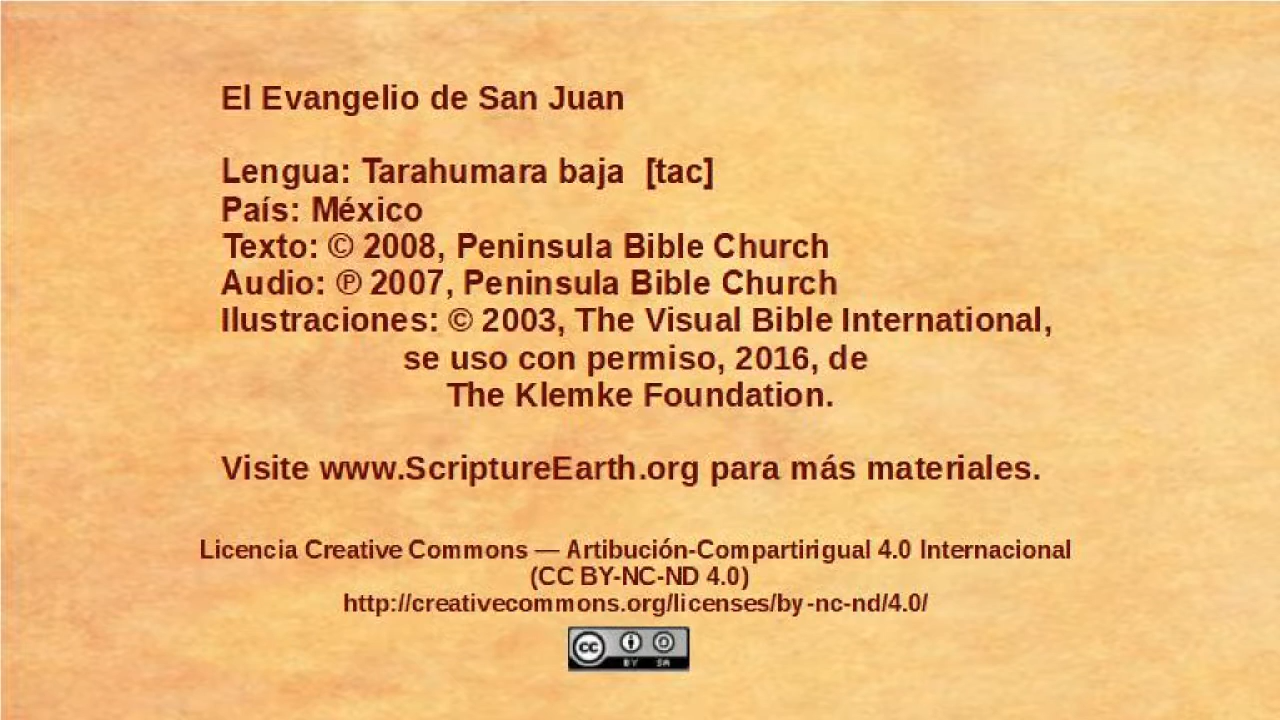 El Evangelio de San Juan
Lengua: Tarahumara baja [tac]
País: México
Texto: © 2008, Peninsula Bible Church
Audio: ℗ 2007, Peninsula Bible Church
Ilustraciones: © 2003, The Visual Bible International,
se uso con permiso, 2016, de
The Klemke Foundation.
Visite www.ScriptureEarth.org para más materiales.
Licencia Creative Commons — Artibución-Compartirigual 4.0 Internacional
(CC BY-NC-ND 4.0)
http://creativecommons.org/licenses/by-nc-nd/4.0/
cc BY SA